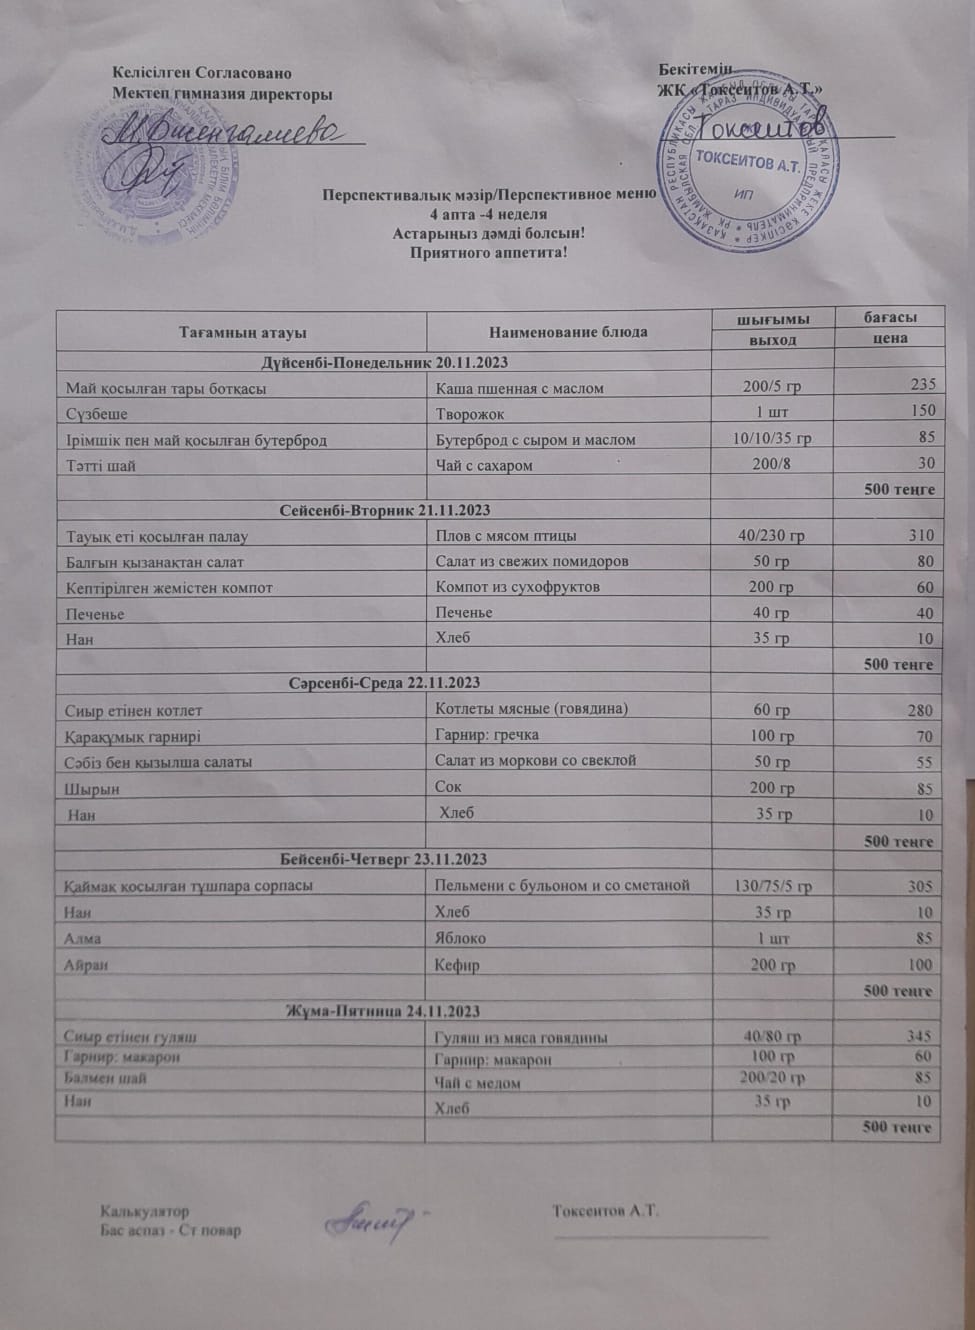 Келісілген Согласовано
Мектеп гимназия директоры
Бекітемін
ЖК «Токсеитов А.Т.»
Токсеитов
ТОКСЕИТОВ А.Т.
ИП
Перспективалық мәзір/Перспективное меню
4 апта -4 неделя
Астарыңыз дәмді болсын!
Приятного аппетита!
Тағамның атауы Наименование блюда шығымы бағасы
выход цена
Дүйсенбі-Понедельник 20.11.2023
Май қосылған тары ботқасы Каша пшенная с маслом 200/5 гр 235
Сүзбеше Творожок 1 шт 150
Ірімшік пен май қосылған бутерброд Бутерброд с сыром и маслом 10/10/35 гр 85
Тәтті шай Чай с сахаром 200/8 30
500 теңге
Сейсенбі-Вторник 21.11.2023
Тауық еті қосылған палау Плов с мясом птицы 40/230 гр 310
Балғын қызанақтан салат Салат из свежих помидоров 50 гр 80
Кептірілген жемістен компот Компот из сухофруктов 200 гр 60
Печенье Печенье 40 гр 40
Нан Хлеб 35 гр 10
500 теңге
Сәрсенбі-Среда 22.11.2023
Сиыр етінен котлет Котлеты мясные (говядина) 60 гр 280
Қарақұмық гарнирі Гарнир: гречка 100 гр 70
Сәбіз бен қызылша салаты Салат из моркови со свеклой 50 гр 55
Шырын Сок 200 гр 85
Нан Хлеб 35 гр 10
500 теңге
Бейсенбі-Четверг 23.11.2023
Қаймақ қосылған тұшпара сорпасы Пельмени с бульоном и со сметаной 130/75/5 гр 305
Нан Хлеб 35 гр 10
Алма Яблоко 1 шт 85
Айран Кефир 200 гр 100
500 теңге
Жұма-Пятница 24.11.2023
Сиыр етінен гуляш Гуляш из мяса говядины 40/80 гр 345
Гарнир: макарон Гарнир: макарон 100 гр 60
Балмен шай Чай с медом 200/20 гр 85
Нан Хлеб 35 гр 10
500 теңге
Калькулятор Токсеитов А.Т.
Бас аспаз - Ст повар